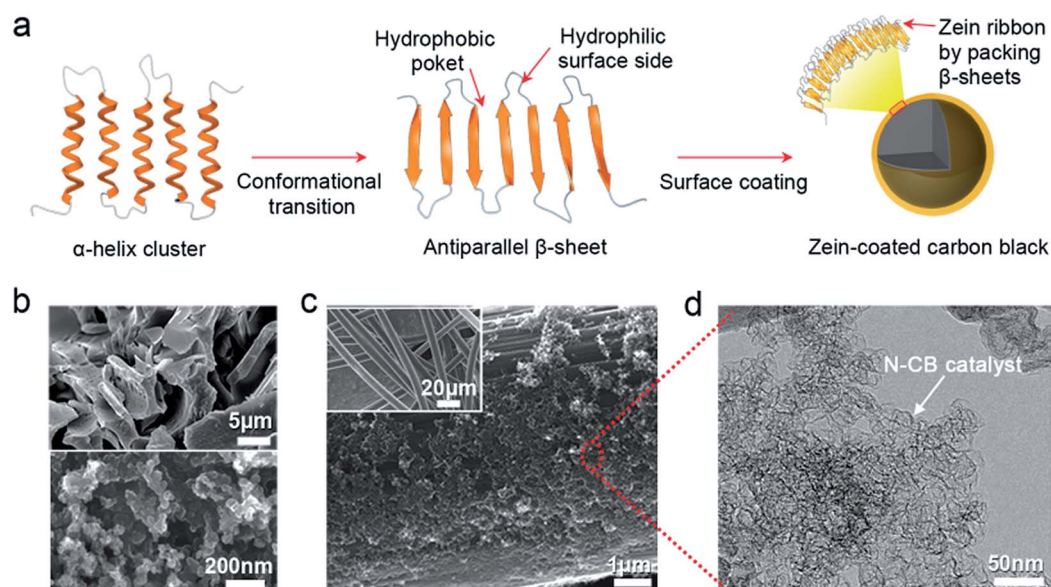 a
Hydrophobic
poket
Hydrophilic
surface side
Zein ribbon
by packing
β-sheets
Conformational
transition
Surface coating
α-helix cluster
Antiparallel β-sheet
Zein-coated carbon black
b
5μm
200nm
c
20μm
1μm
d
N-CB catalyst
50nm